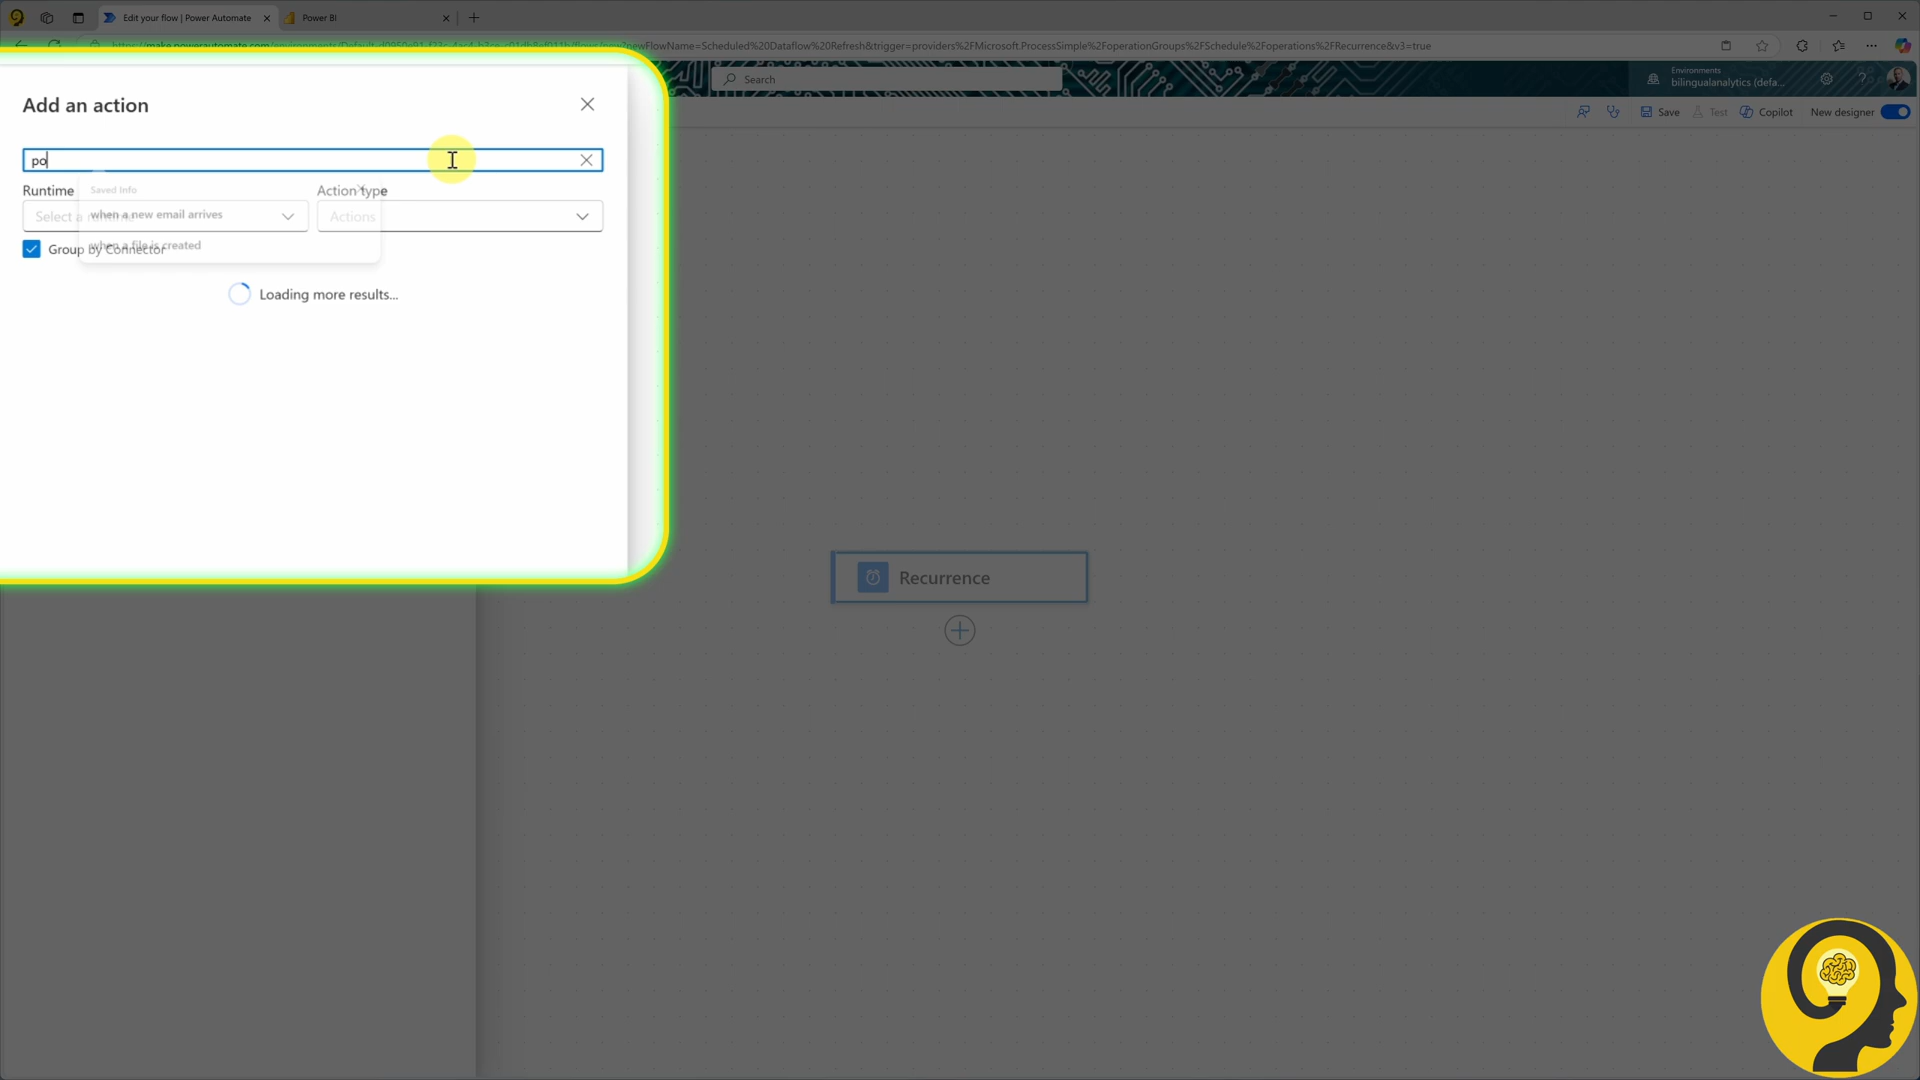 Edit your flow | Power Automate
Power BI
Search
Environments
bilingualanalytics (defa...
Save
Test
Copilot
New designer
Add an action
po
Runtime
Action type
Saved Info
when a new email arrives
Select a
Actions
when a file is created
Group by Connector
Loading more results...
Recurrence